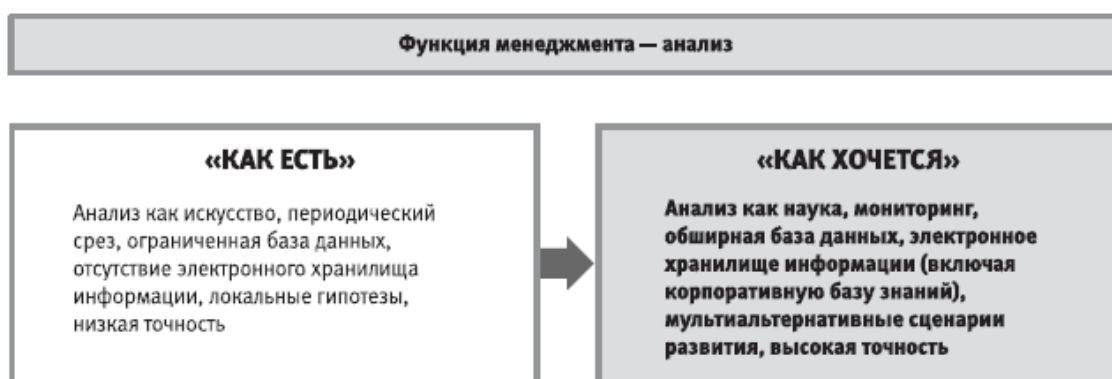 Функция менеджмента — анализ
«КАК ЕСТЬ»
Анализ как искусство, периодический
срез, ограниченная база данных,
отсутствие электронного хранилища
информации, локальные гипотезы,
низкая точность
«КАК ХОЧЕТСЯ»
Анализ как наука, мониторинг,
обширная база данных, электронное
хранилище информации (включая
корпоративную базу знаний),
мультиальтернативные сценарии
развития, высокая точность